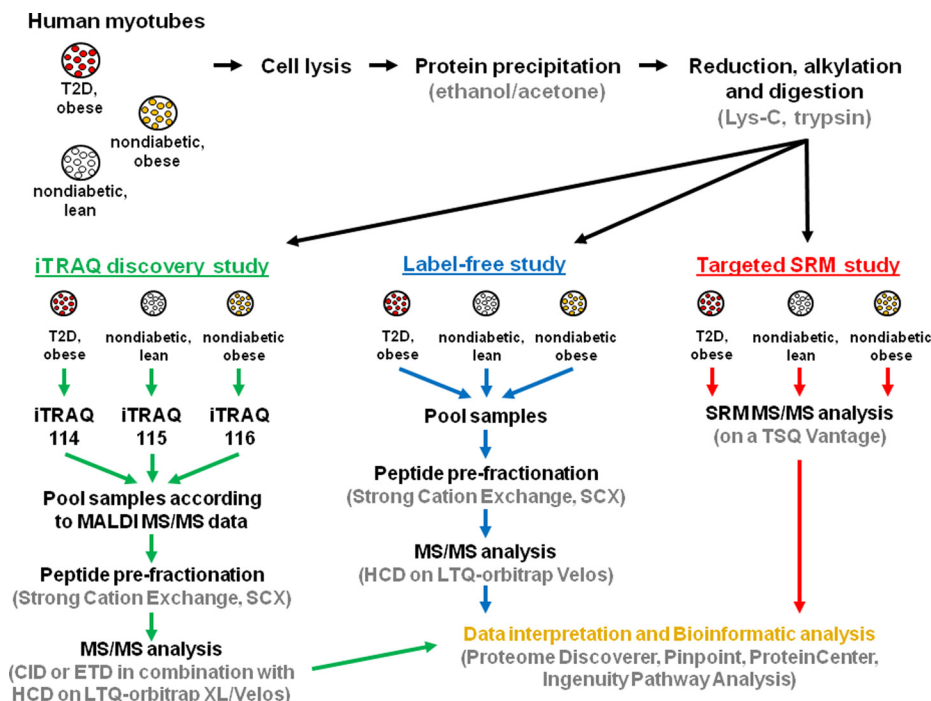 Human myotubes
T2D,
obese
nondiabetic,
obese
nondiabetic,
lean
Cell lysis
Protein precipitation
(ethanol/acetone)
Reduction, alkylation
and digestion
(Lys-C, trypsin)
iTRAQ discovery study
T2D,
obese
nondiabetic,
lean
nondiabetic
obese
iTRAQ
114
iTRAQ
115
iTRAQ
116
Pool samples according
to MALDI MS/MS data
Peptide pre-fractionation
(Strong Cation Exchange, SCX)
MS/MS analysis
(CID or ETD in combination with
HCD on LTQ-orbitrap XL/Velos)
Label-free study
T2D,
obese
nondiabetic,
lean
nondiabetic
obese
Pool samples
Peptide pre-fractionation
(Strong Cation Exchange, SCX)
MS/MS analysis
(HCD on LTQ-orbitrap Velos)
Targeted SRM study
T2D,
obese
nondiabetic,
lean
nondiabetic
obese
SRM MS/MS analysis
(on a TSQ Vantage)
Data interpretation and Bioinformatic analysis
(Proteome Discoverer, Pinpoint, ProteinCenter,
Ingenuity Pathway Analysis)